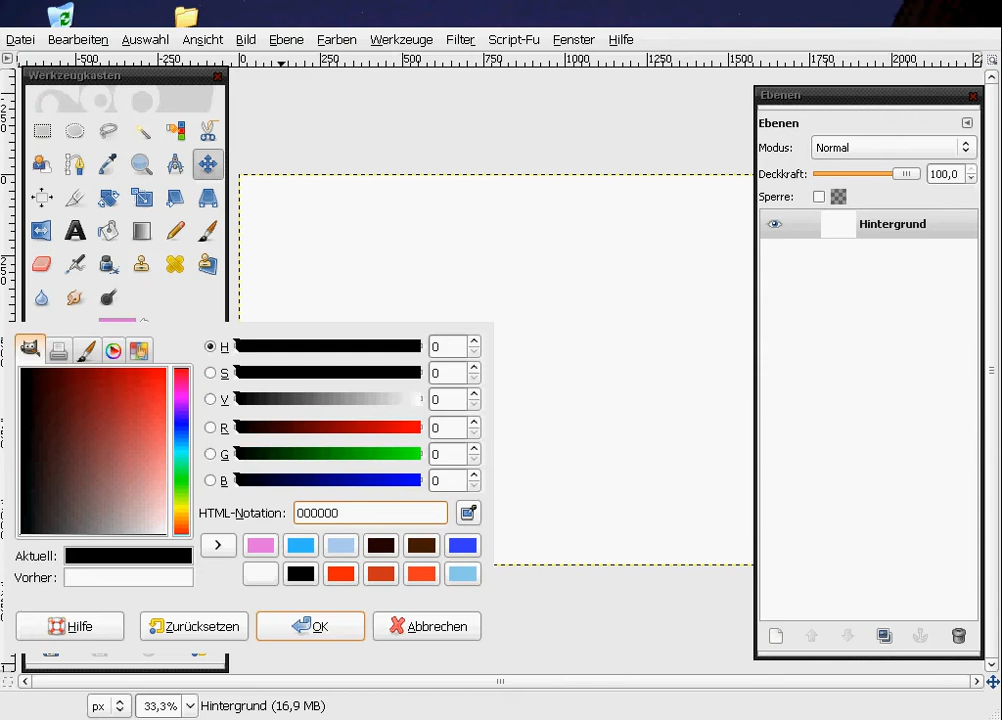 Datei Bearbeiten Auswahl Ansicht Bild Ebene Farben Werkzeuge Filter Script-Fu Fenster Hilfe
-500 -250 0 250 500 750 1000 1250 1500 1750 2000
Werkzeugkasten
Ebenen
Ebenen
Modus: Normal
Deckkraft: 100,0
Sperre:
Hintergrund
H 0
S 0
V 0
R 0
G 0
B 0
HTML-Notation: 000000
Aktuell:
Vorher:
Hilfe Zurücksetzen OK Abbrechen
px 33,3% Hintergrund (16,9 MB)